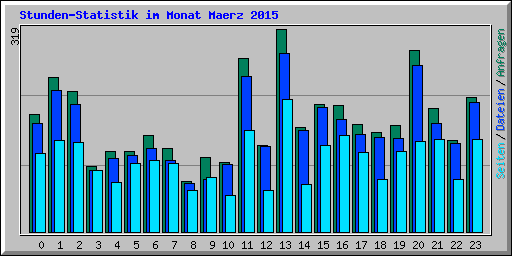 Stunden-Statistik im Monat Maerz 2015
319
Seiten/Dateien/Anfragen
0 1 2 3 4 5 6 7 8 9 10 11 12 13 14 15 16 17 18 19 20 21 22 23